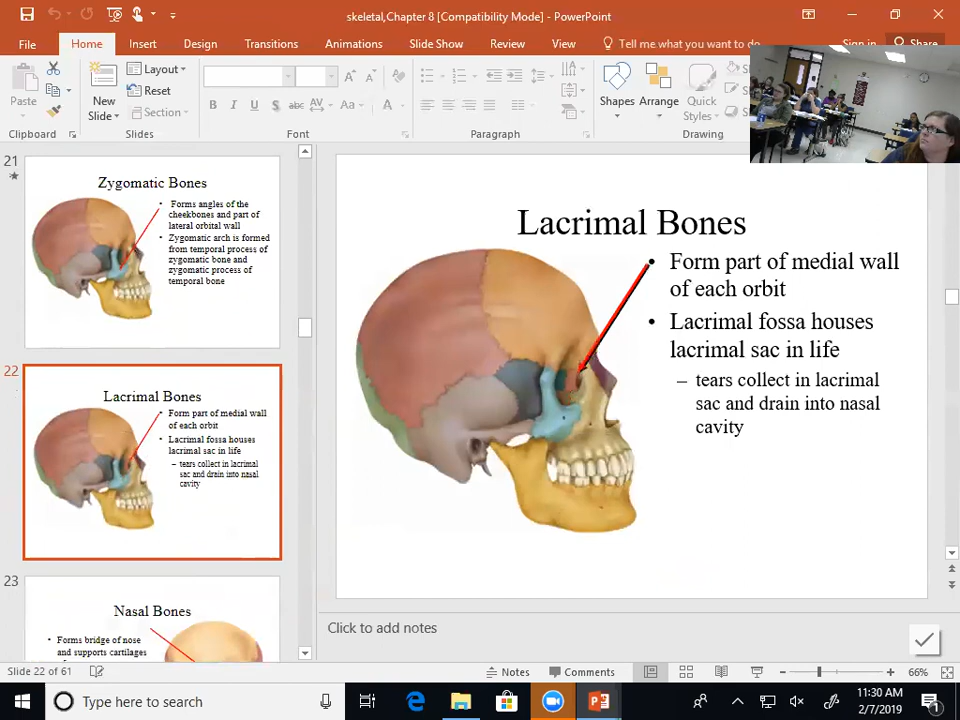 skeletal,Chapter 8 [Compatibility Mode] - PowerPoint
File Home Insert Design Transitions Animations Slide Show Review View Tell me what you want to do Sign in Share
Paste
New
Slide
Layout
Reset
Section
B I U S abc AV Aa A
Shapes Arrange Quick
Styles
Clipboard Slides Font Paragraph Drawing
21
Zygomatic Bones
• Forms angles of the
cheekbones and part of
lateral orbital wall
• Zygomatic arch is formed
from temporal process of
zygomatic bone and
zygomatic process of
temporal bone
22
Lacrimal Bones
• Form part of medial wall
of each orbit
• Lacrimal fossa houses
lacrimal sac in life
– tears collect in lacrimal
sac and drain into nasal
cavity
23
Nasal Bones
• Forms bridge of nose
and supports cartilages
Lacrimal Bones
• Form part of medial wall
of each orbit
• Lacrimal fossa houses
lacrimal sac in life
– tears collect in lacrimal
sac and drain into nasal
cavity
Click to add notes
Slide 22 of 61 Notes Comments 66%
Type here to search
11:30 AM
2/7/2019
1